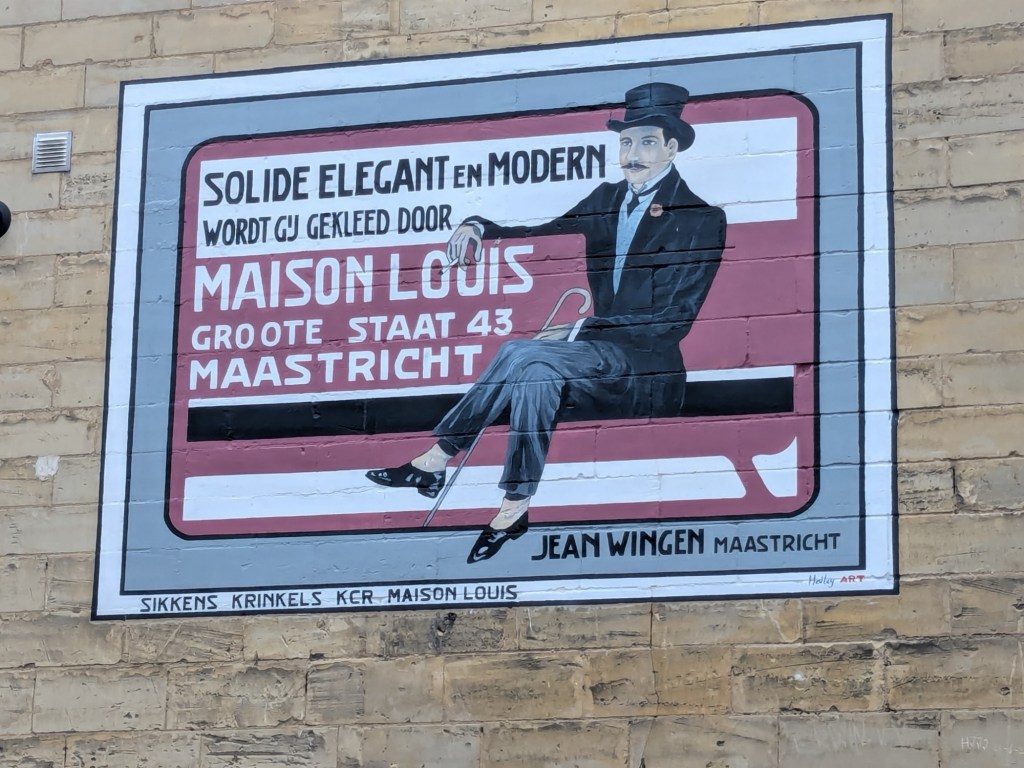 SOLIDE ELEGANT EN MODERN
WORDT GIJ GEKLEED DOOR
MAISON LOUIS
GROOTE STAAT 43
MAASTRICHT
JEAN WINGEN MAASTRICHT
ART
SIKKENS KRINKELS KCR MAISON LOUIS